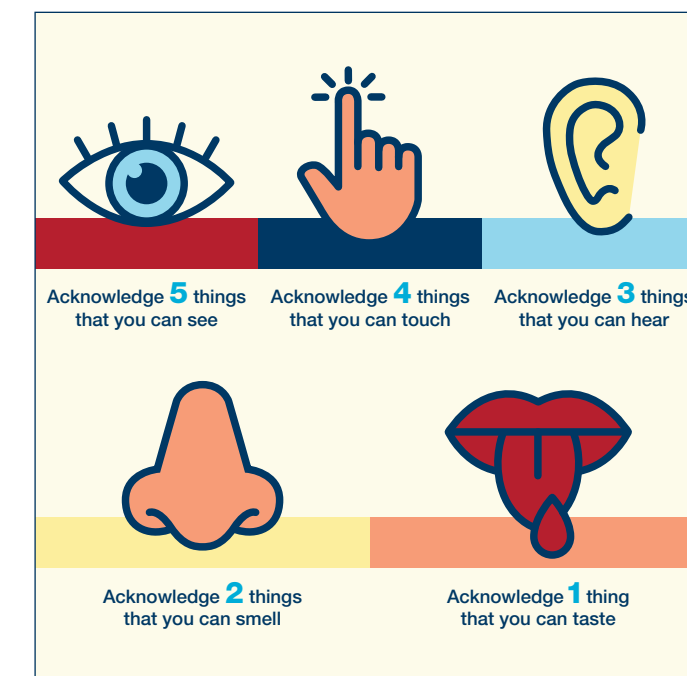 Acknowledge 5 things
that you can see
Acknowledge 4 things
that you can touch
Acknowledge 3 things
that you can hear
Acknowledge 2 things
that you can smell
Acknowledge 1 thing
that you can taste